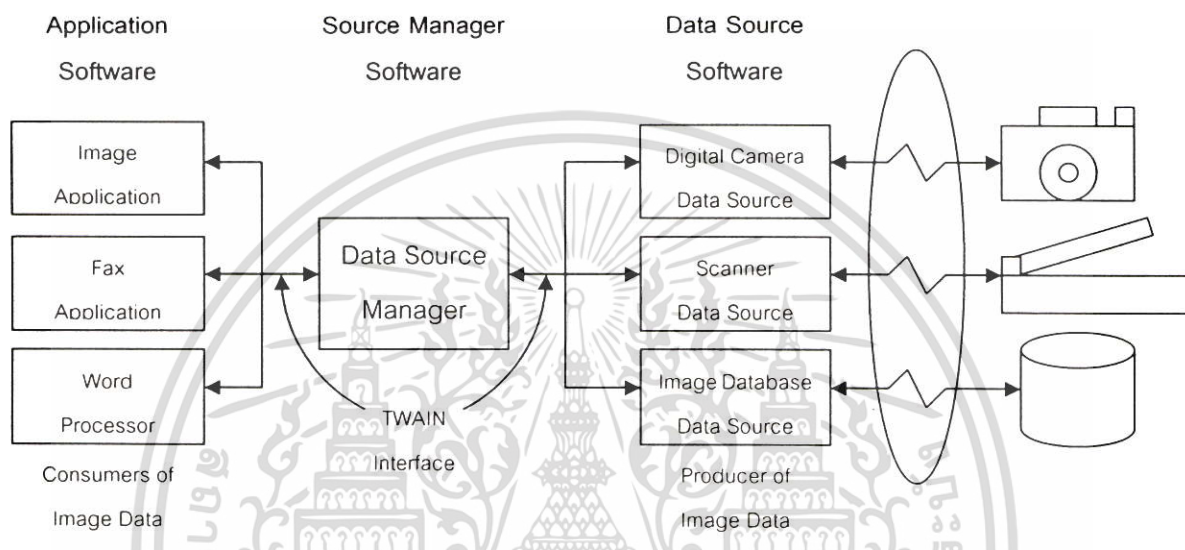 Application
Software
Source Manager
Software
Data Source
Software
Image
Application
Fax
Application
Word
Processor
Consumers of
Image Data
Data Source
Manager
TWAIN
Interface
Digital Camera
Data Source
Scanner
Data Source
Image Database
Data Source
Producer of
Image Data